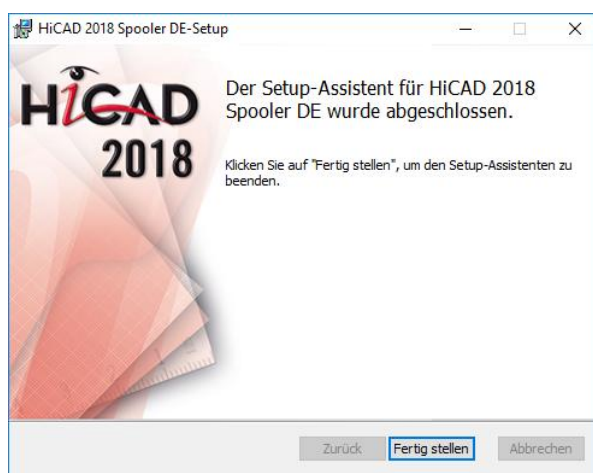 HiCAD 2018 Spooler DE-Setup
HiCAD
2018
Der Setup-Assistent für HiCAD 2018
Spooler DE wurde abgeschlossen.
Klicken Sie auf "Fertig stellen", um den Setup-Assistenten zu
beenden.
Zurück Fertig stellen Abbrechen